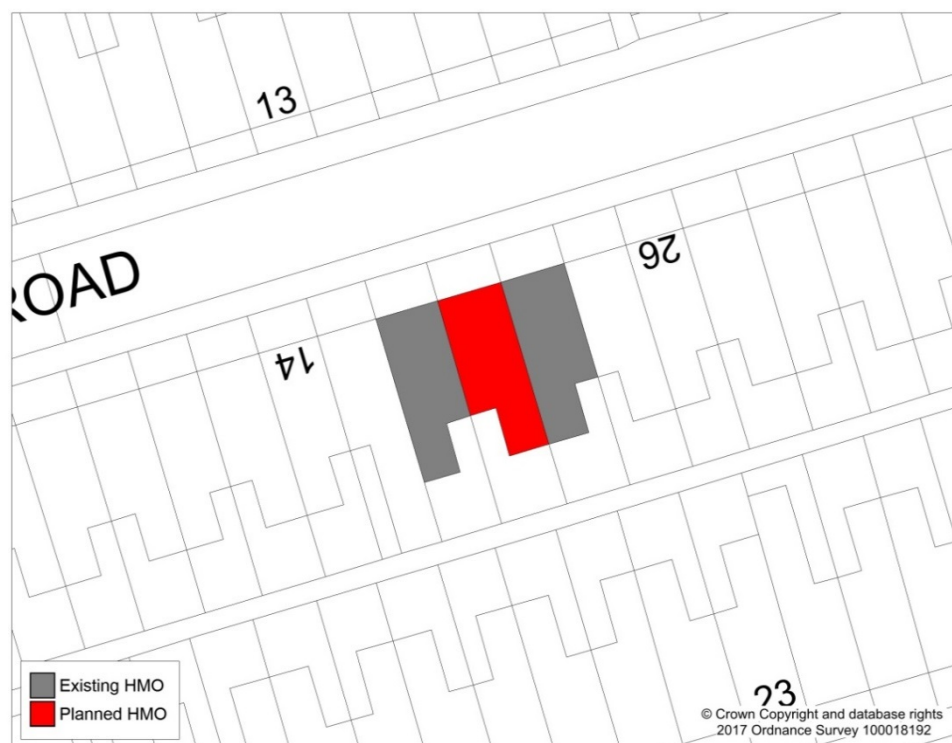 13
ROAD
26
14
23
Existing HMO
Planned HMO
© Crown Copyright and database rights
2017 Ordnance Survey 100018192